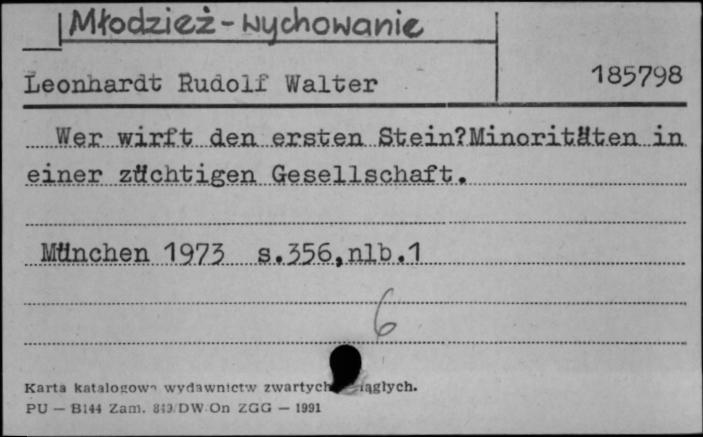 Młodzież-wychowanie
Leonhardt Rudolf Walter 185798
Wer wirft den ersten Stein?Minoritäten in
einer züchtigen Gesellschaft.
München 1973 s.356,nlb.1
6
Karta katalogowa wydawnictw zwartych
PU — B144 Zam. DW On ZGG — 1991